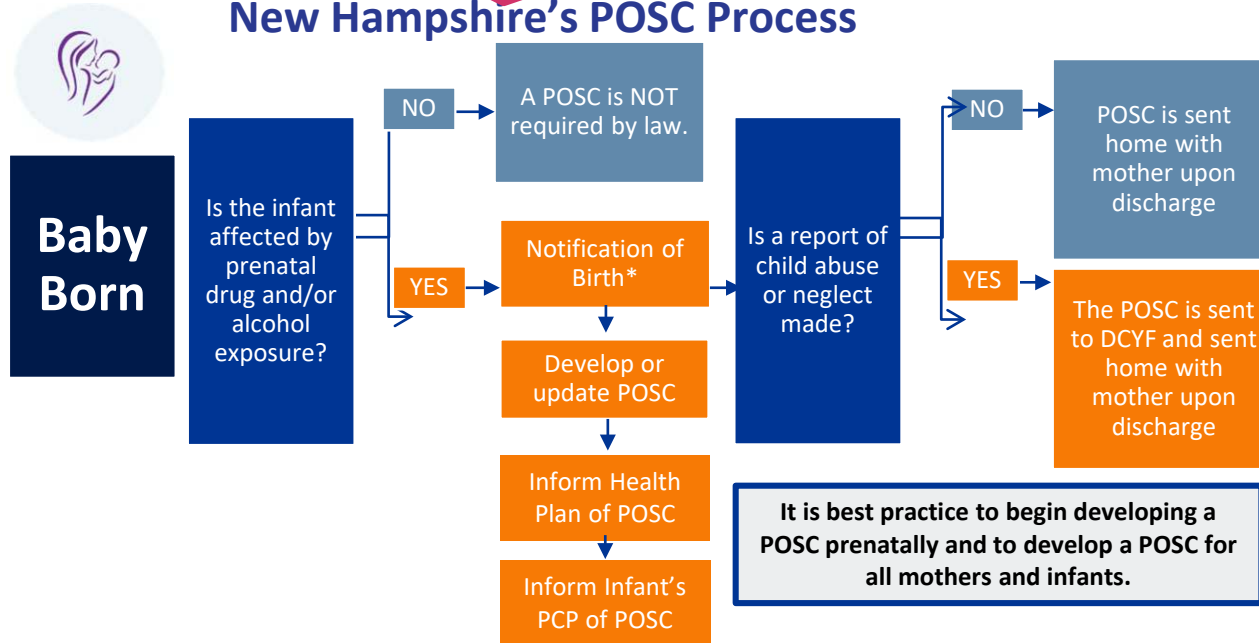 New Hampshire's POSC Process
Baby
Born
Is the infant
affected by
prenatal
drug and/or
alcohol
exposure?
NO
A POSC is NOT
required by law.
YES
Notification of
Birth*
Develop or
update POSC
Inform Health
Plan of POSC
Inform Infant's
PCP of POSC
Is a report of
child abuse
or neglect
made?
NO
POSC is sent
home with
mother upon
discharge
YES
The POSC is sent
to DCYF and sent
home with
mother upon
discharge
It is best practice to begin developing a
POSC prenatally and to develop a POSC for
all mothers and infants.